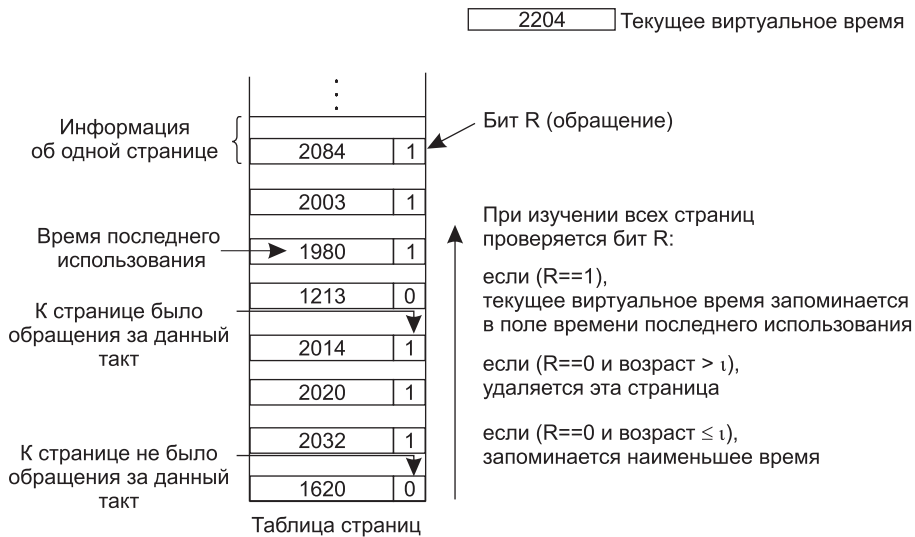 2204 Текущее виртуальное время
Информация
об одной странице
Бит R (обращение)
2084 1
2003 1
Время последнего
использования
1980 1
1213 0
К странице было
обращения за данный
такт
2014 1
2020 1
2032 1
К странице не было
обращения за данный
такт
1620 0
Таблица страниц
При изучении всех страниц
проверяется бит R:
если (R==1),
текущее виртуальное время запоминается
в поле времени последнего использования
если (R==0 и возраст > ι),
удаляется эта страница
если (R==0 и возраст ≤ ι),
запоминается наименьшее время